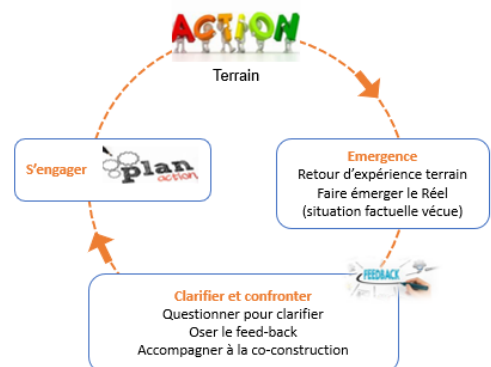 ACTiON
Terrain
Emergence
Retour d’expérience terrain
Faire émerger le Réel
(situation factuelle vécue)
FEEDBACK
Clarifier et confronter
Questionner pour clarifier
Oser le feed-back
Accompagner à la co-construction
S’engager
plan
action